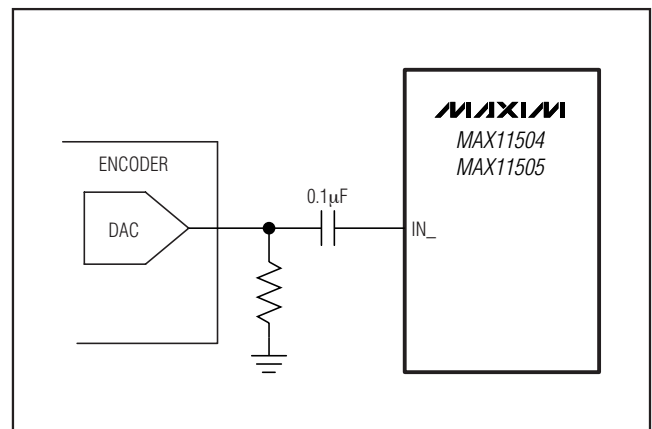 MAXIM
MAX11504
MAX11505
ENCODER
DAC
0.1µF
IN_